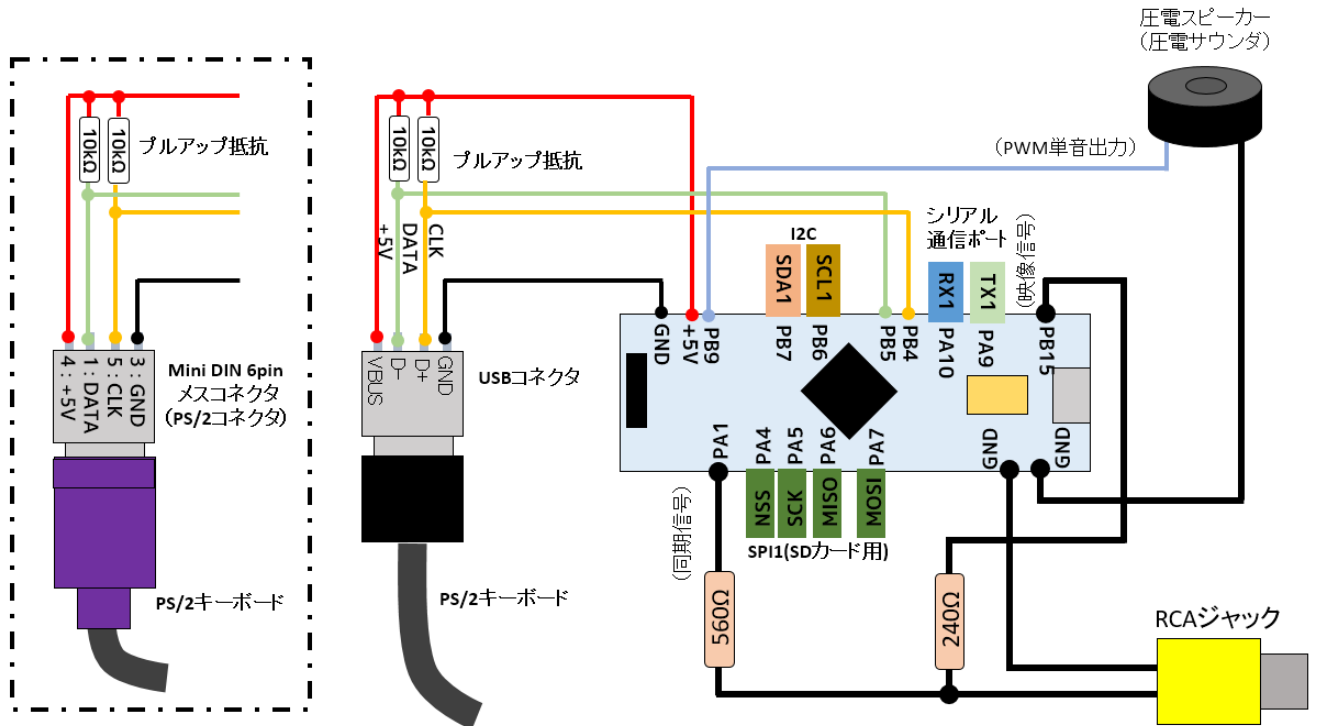 圧電スピーカー
(圧電サウンダ)
10kΩ
10kΩ
プルアップ抵抗
10kΩ
10kΩ
プルアップ抵抗
(PWM単音出力)
+5V
DATA
CLK
I2C
SDA1
SCL1
シリアル
通信ポート
RX1
TX1
(映像信号)
GND
+5V
PB9
PB7
PB6
PB5
PB4
PA10
PA9
PB15
4:+5V
1:DATA
5:CLK
3:GND
Mini DIN 6pin
メスコネクタ
(PS/2コネクタ)
VBUS
D-
D+
GND
USBコネクタ
PA1
PA4
PA5
PA6
PA7
GND
GND
(同期信号)
NSS
SCK
MISO
MOSI
SPI1(SDカード用)
PS/2キーボード
PS/2キーボード
560Ω
240Ω
RCAジャック